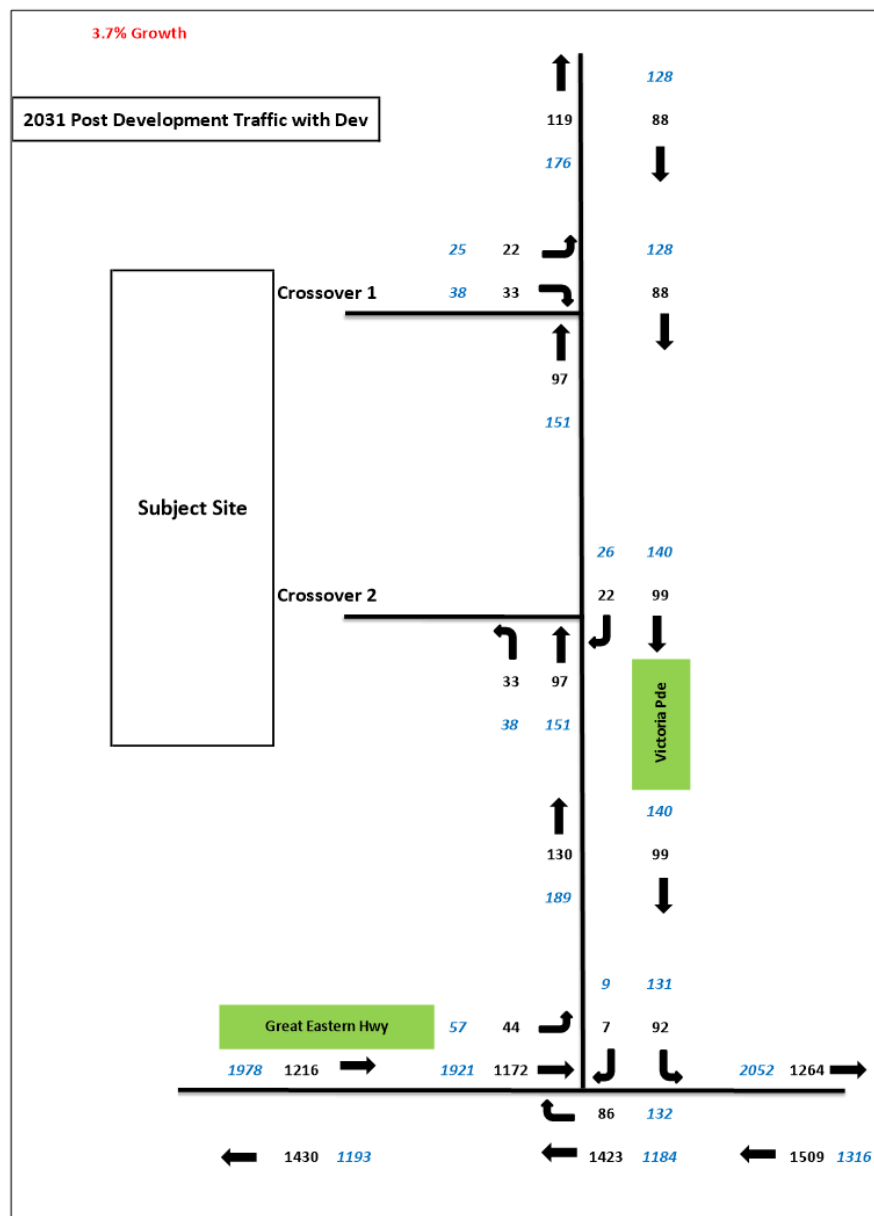 3.7% Growth
128
2031 Post Development Traffic with Dev
119 88
176
25 22 128
Crossover 1 38 33 88
97
151
Subject Site
26 140
Crossover 2 22 99
33 97
38 151
Victoria Pde
140
130 99
189
9 131
Great Eastern Hwy 57 44 7 92
1978 1216 1921 1172 2052 1264
86 132
1430 1193 1423 1184 1509 1316